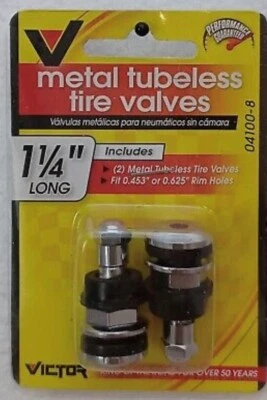 V
PERFORMANCE
GUARANTEED
metal tubeless
tire valves
Válvulas metálicas para neumáticos sin cámara
04100-8
1¼"
LONG
Includes
(2) Metal Tubeless Tire Valves
Fit 0.453" or 0.625" Rim Holes
VICTOR
FOR OVER 50 YEARS